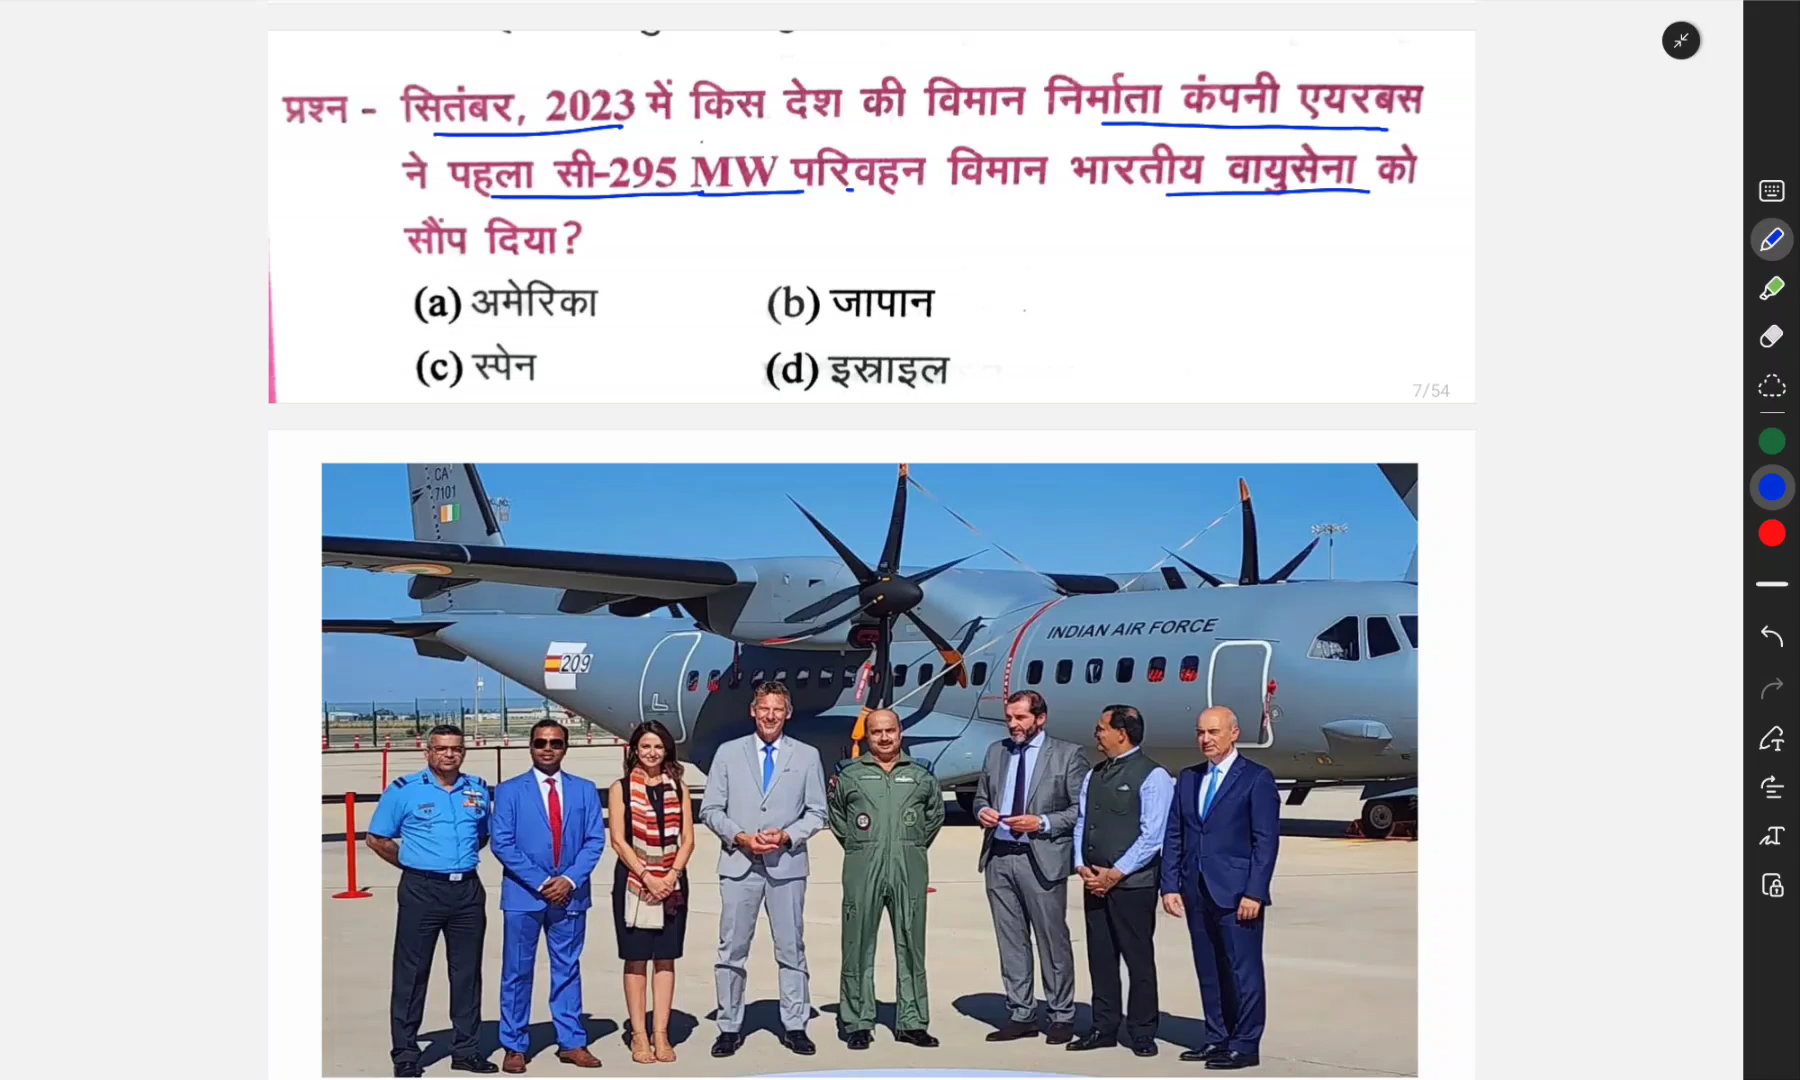 प्रश्न - सितंबर, 2023 में किस देश की विमान निर्माता कंपनी एयरबस
ने पहला सी-295 MW परिवहन विमान भारतीय वायुसेना को
सौंप दिया?
(a) अमेरिका (b) जापान
(c) स्पेन (d) इस्राइल
7/54
CA
7101
INDIAN AIR FORCE
209